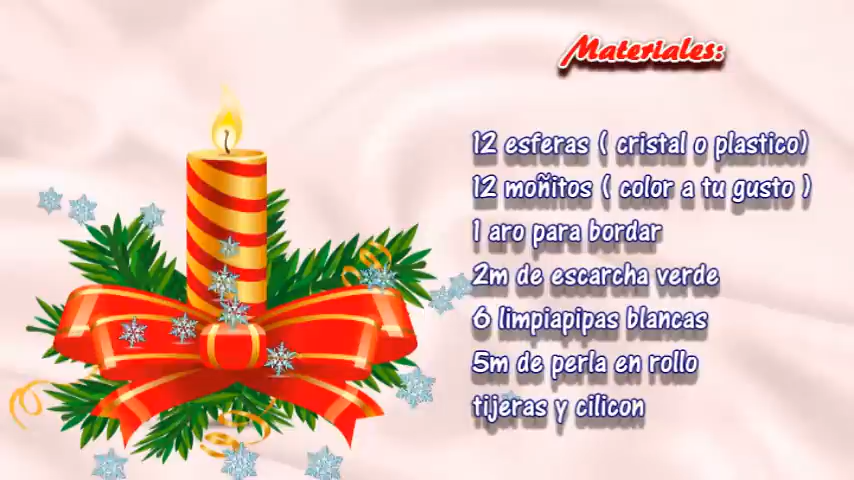 Materiales:
12 esferas ( cristal o plastico)
12 moñitos ( color a tu gusto )
1 aro para bordar
2m de escarcha verde
6 limpiapipas blancas
5m de perla en rollo
tijeras y cilicon